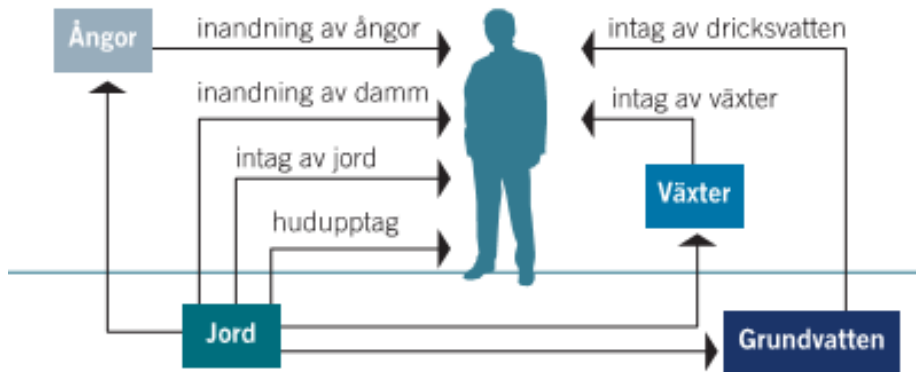 Ångor
inandning av ångor
intag av dricksvatten
inandning av damm
intag av växter
intag av jord
Växter
hudupptag
Jord
Grundvatten